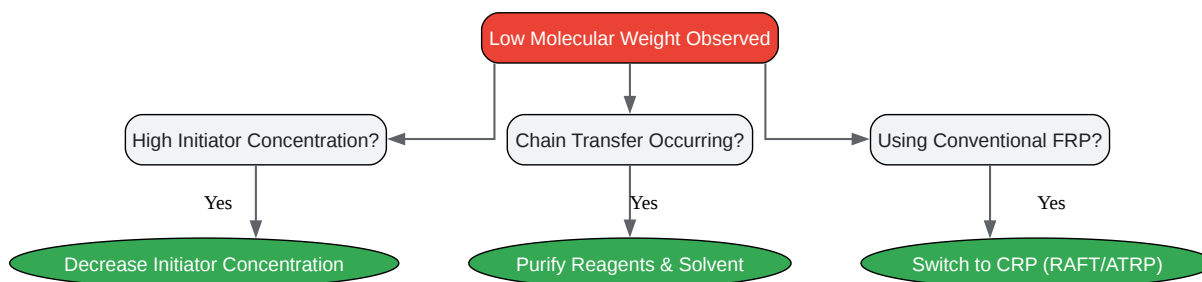 Low Molecular Weight Observed
High Initiator Concentration?
Chain Transfer Occurring?
Using Conventional FRP?
Yes
Yes
Yes
Decrease Initiator Concentration
Purify Reagents & Solvent
Switch to CRP (RAFT/ATRP)